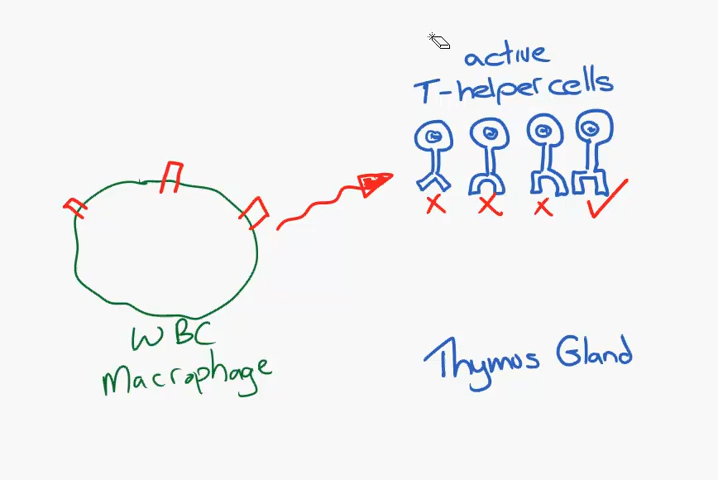 active
T-helper cells
WBC
Macrophage
Thymus Gland